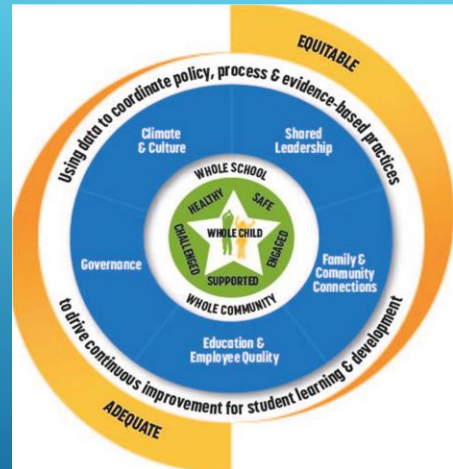 EQUITABLE
Using data to coordinate policy, process & evidence-based practices
Climate
& Culture
Shared
Leadership
WHOLE SCHOOL
HEALTHY
SAFE
WHOLE CHILD
CHALLENGED
ENGAGED
SUPPORTED
WHOLE COMMUNITY
Governance
Family &
Community
Connections
Education &
Employee Quality
to drive continuous improvement for student learning & development
ADEQUATE